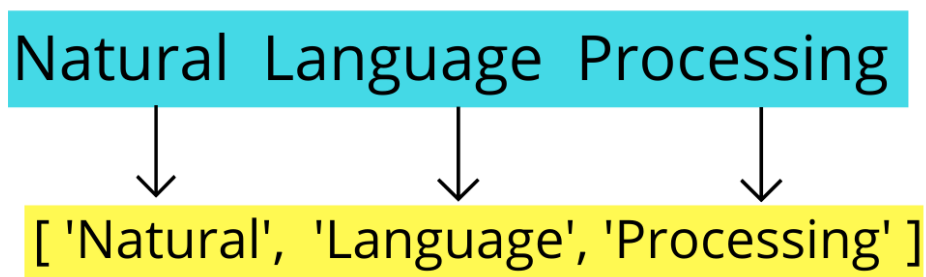 Natural Language Processing
[ 'Natural', 'Language', 'Processing' ]